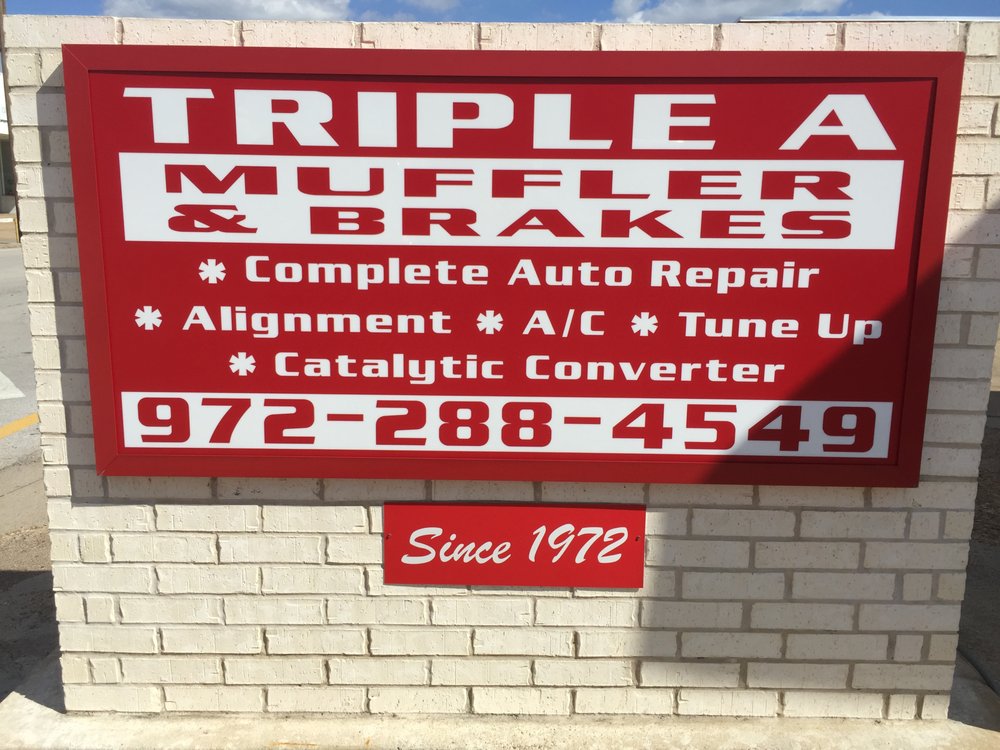 TRIPLE A
MUFFLER
& BRAKES
* Complete Auto Repair
* Alignment * A/C * Tune Up
* Catalytic Converter
972-288-4549
Since 1972